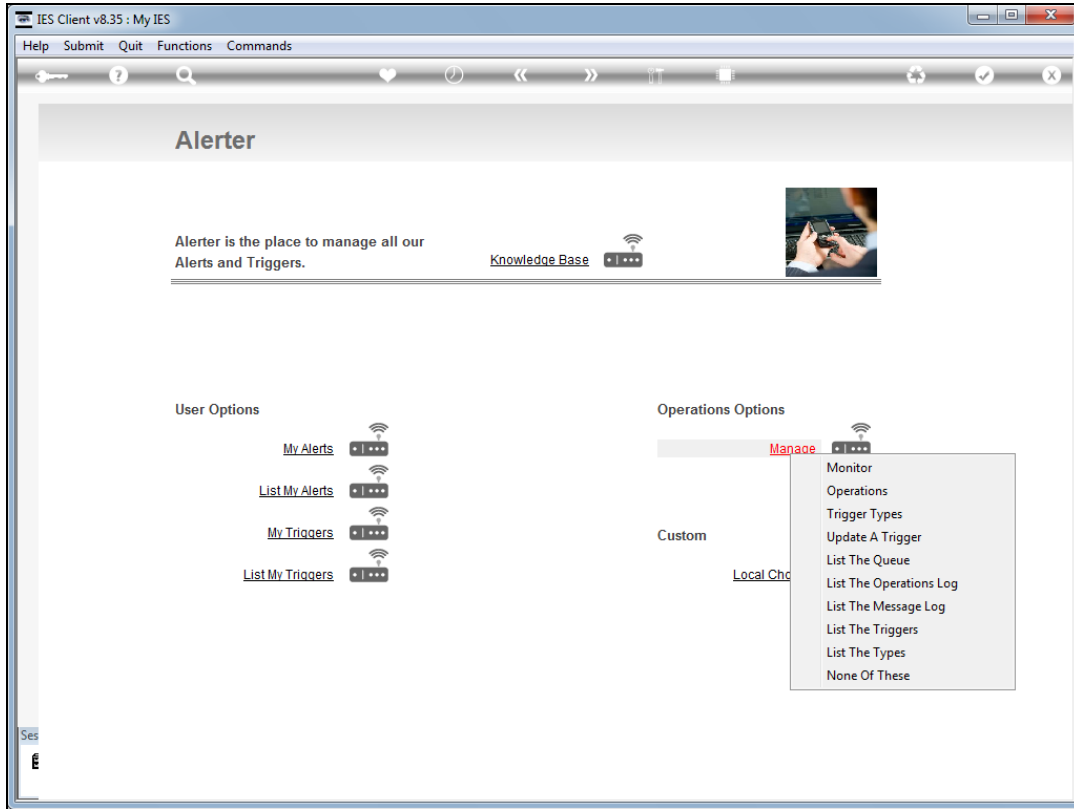 IES Client v8.35 : My IES
Help Submit Quit Functions Commands
Alerter
Alerter is the place to manage all our
Alerts and Triggers.
Knowledge Base
User Options
My Alerts
List My Alerts
My Triggers
List My Triggers
Operations Options
Manage
Monitor
Operations
Trigger Types
Update A Trigger
List The Queue
List The Operations Log
List The Message Log
List The Triggers
List The Types
None Of These
Custom
Local Cho
Ses